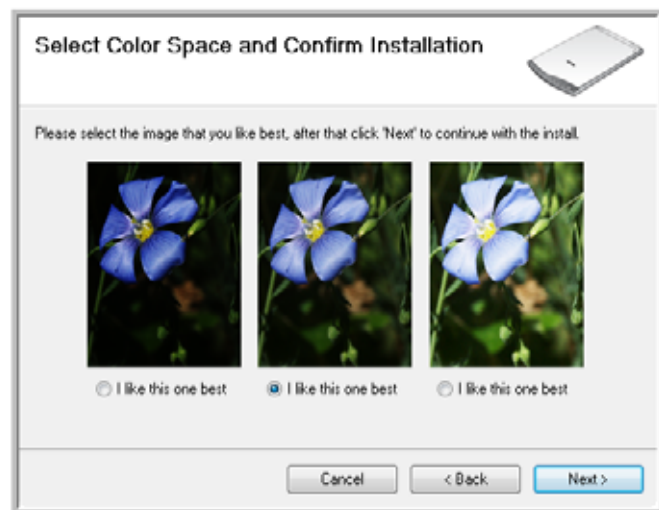 Select Color Space and Confirm Installation
Please select the image that you like best, after that click 'Next' to continue with the install.
I like this one best
I like this one best
I like this one best
Cancel
< Back
Next >